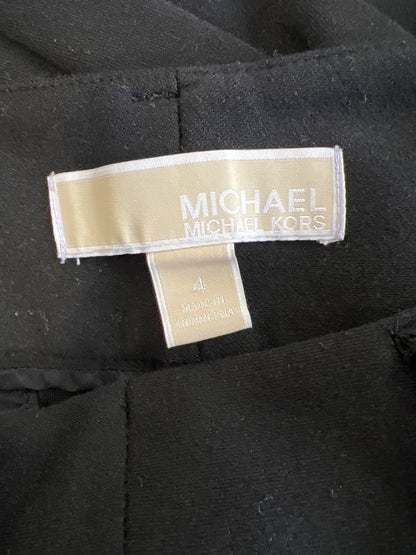 MICHAEL
MICHAEL KORS
4
MADE IN
INDONESIA